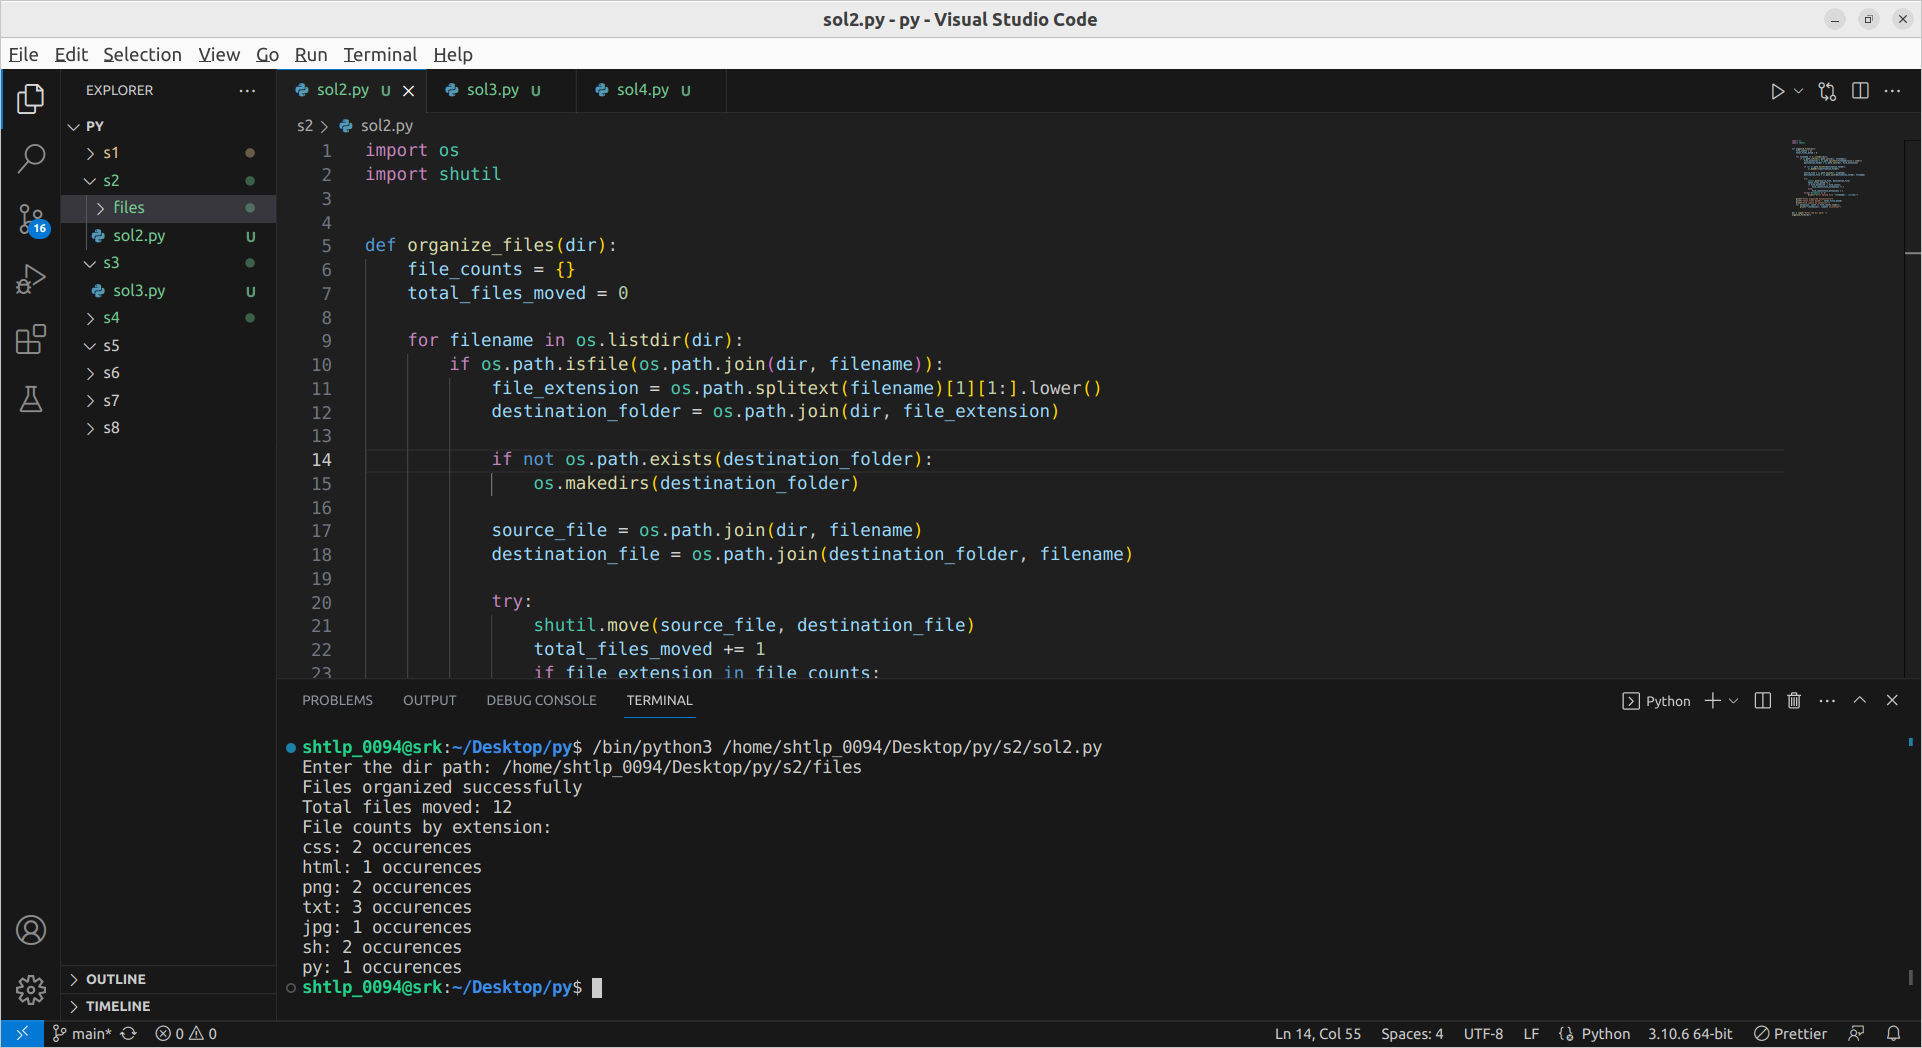 sol2.py - py - Visual Studio Code
File Edit Selection View Go Run Terminal Help
EXPLORER
PY
s1
s2
files
sol2.py U
s3
sol3.py U
s4
s5
s6
s7
s8
OUTLINE
TIMELINE
16
sol2.py U sol3.py U sol4.py U
s2 > sol2.py
1 import os
2 import shutil
3
4
5 def organize_files(dir):
6 file_counts = {}
7 total_files_moved = 0
8
9 for filename in os.listdir(dir):
10 if os.path.isfile(os.path.join(dir, filename)):
11 file_extension = os.path.splitext(filename)[1][1:].lower()
12 destination_folder = os.path.join(dir, file_extension)
13
14 if not os.path.exists(destination_folder):
15 os.makedirs(destination_folder)
16
17 source_file = os.path.join(dir, filename)
18 destination_file = os.path.join(destination_folder, filename)
19
20 try:
21 shutil.move(source_file, destination_file)
22 total_files_moved += 1
23 if file_extension in file_counts:
PROBLEMS OUTPUT DEBUG CONSOLE TERMINAL
Python
shtlp_0094@srk:~/Desktop/py$ /bin/python3 /home/shtlp_0094/Desktop/py/s2/sol2.py
Enter the dir path: /home/shtlp_0094/Desktop/py/s2/files
Files organized successfully
Total files moved: 12
File counts by extension:
css: 2 occurences
html: 1 occurences
png: 2 occurences
txt: 3 occurences
jpg: 1 occurences
sh: 2 occurences
py: 1 occurences
shtlp_0094@srk:~/Desktop/py$
main* 0 0 Ln 14, Col 55 Spaces: 4 UTF-8 LF Python 3.10.6 64-bit Prettier